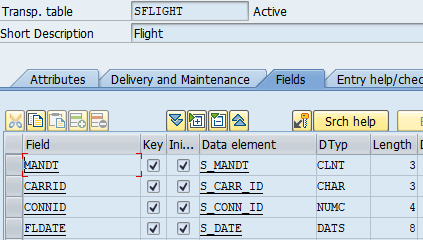 Transp. table SFLIGHT Active
Short Description Flight
Attributes Delivery and Maintenance Fields Entry help/chec
Srch help
Field Key Ini... Data element DTyp Length D
MANDT S_MANDT CLNT 3
CARRID S_CARR_ID CHAR 3
CONNID S_CONN_ID NUMC 4
FLDATE S_DATE DATS 8